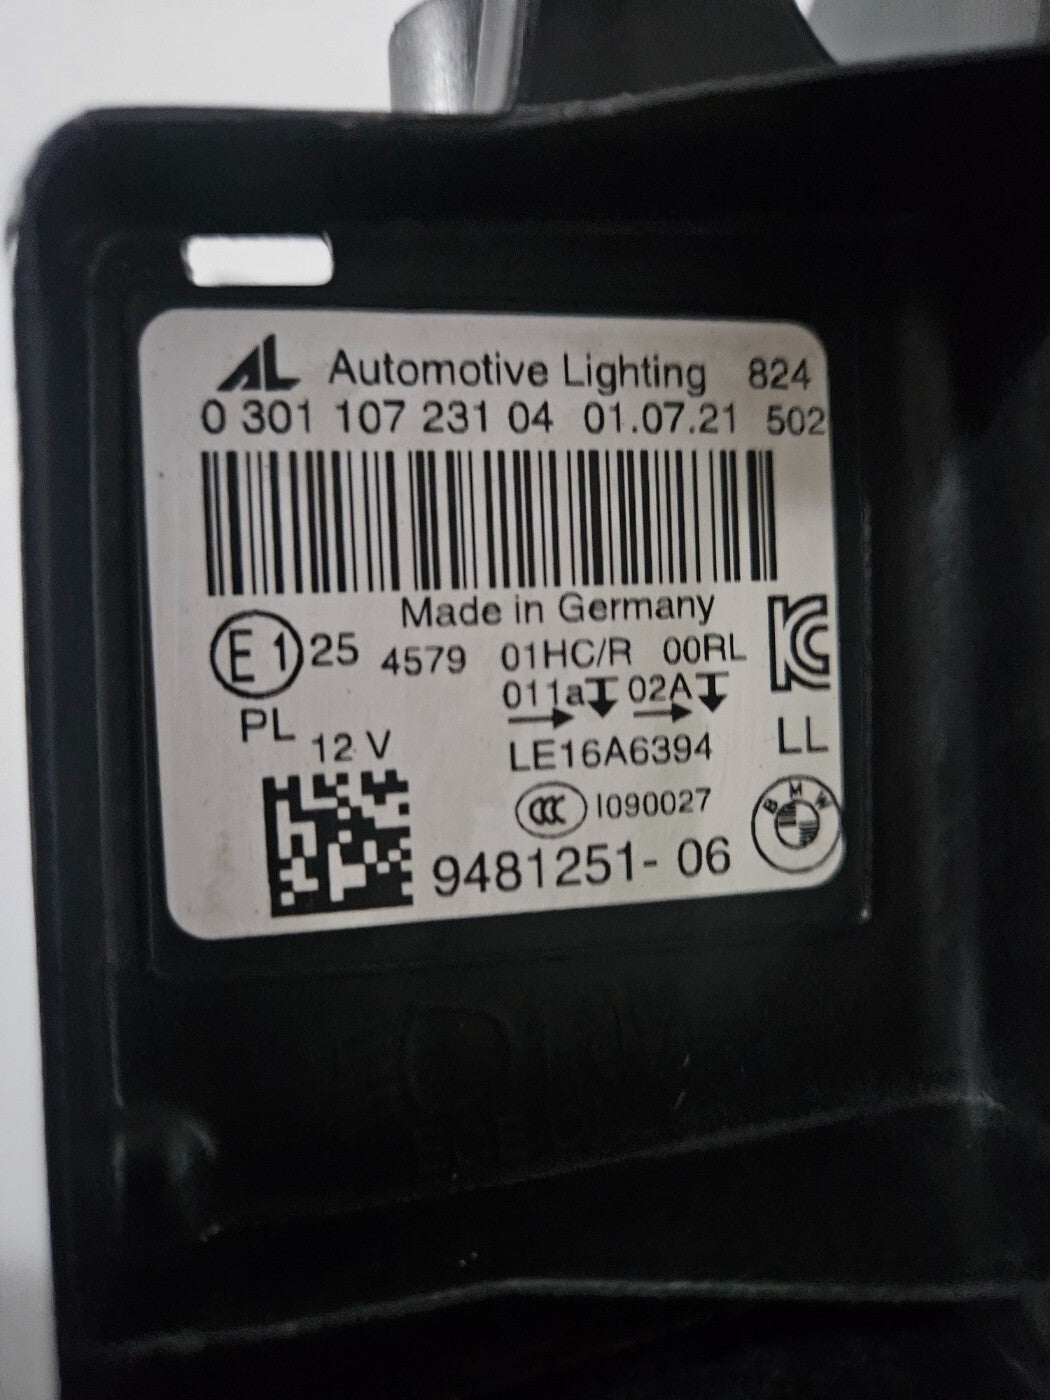 AL Automotive Lighting 824
0 301 107 231 04 01.07.21 502
Made in Germany
E1 25 4579 01HC/R 00RL
011a 02A
PL 12 V LE16A6394 LL
CCC I090027
BMW
9481251- 06